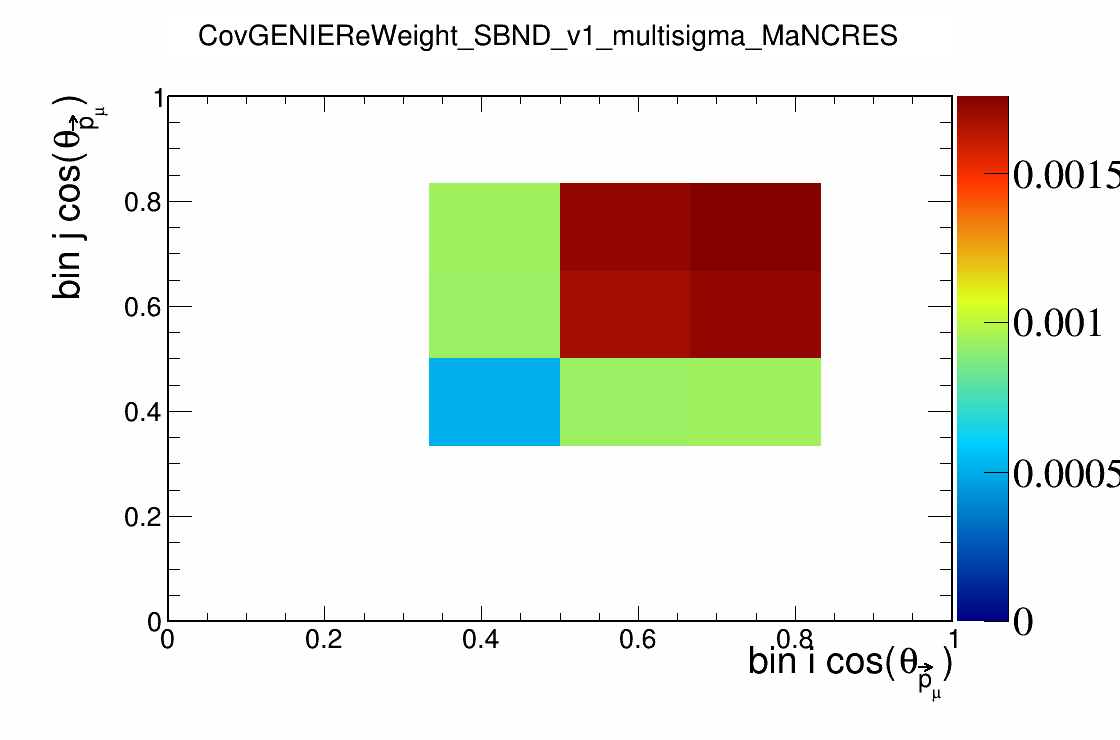 CovGENIEReWeight_SBND_v1_multisigma_MaNCRES
bin j cos(θp⃗μ)
1
0.8
0.6
0.4
0.2
0
0 0.2 0.4 0.6 0.8 1
bin i cos(θp⃗μ)
0.0015
0.001
0.0005
0